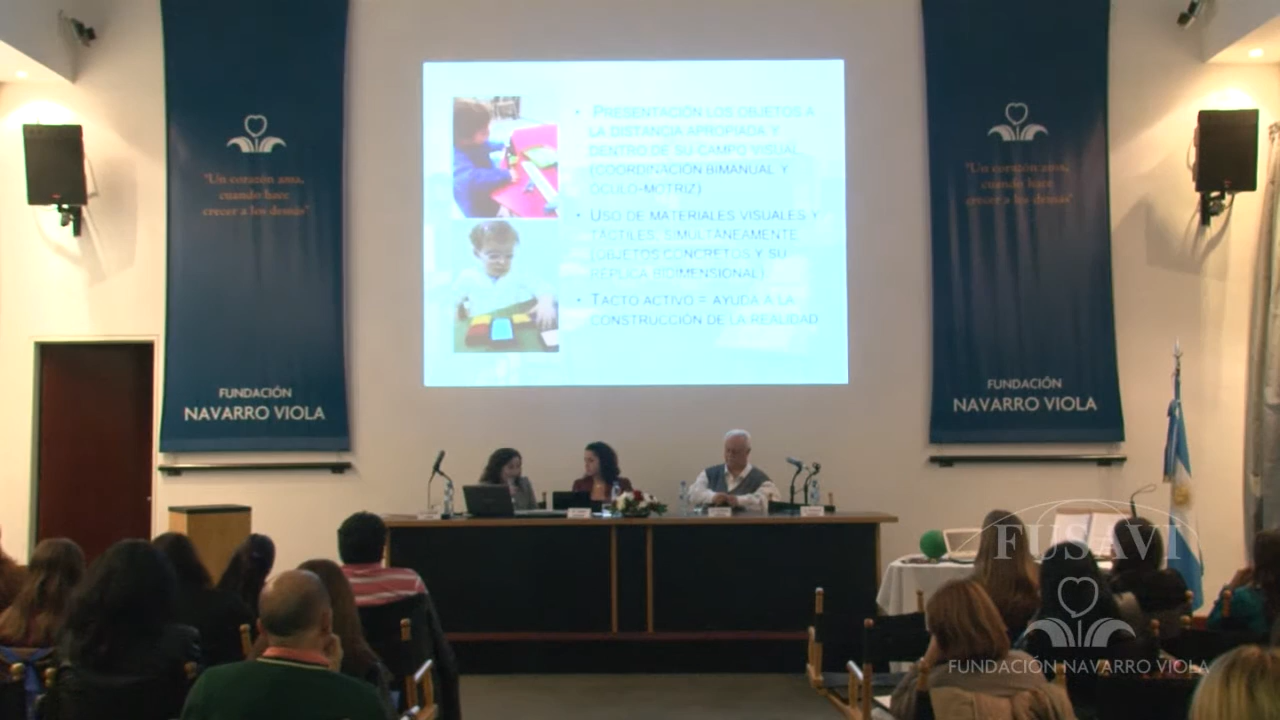 "Un corazón ama,
cuando hace
crecer a los demás"
FUNDACIÓN
NAVARRO VIOLA
• PRESENTACIÓN LOS OBJETOS A
LA DISTANCIA APROPIADA Y
DENTRO DE SU CAMPO VISUAL
(COORDINACIÓN BIMANUAL Y
ÓCULO-MOTRIZ)
• USO DE MATERIALES VISUALES Y
TÁCTILES, SIMULTÁNEAMENTE
(OBJETOS CONCRETOS Y SU
RÉPLICA BIDIMENSIONAL)
• TACTO ACTIVO = AYUDA A LA
CONSTRUCCIÓN DE LA REALIDAD
"Un corazón ama,
cuando hace
crecer a los demás"
FUNDACIÓN
NAVARRO VIOLA
FUSAVI
FUNDACIÓN NAVARRO VIOLA